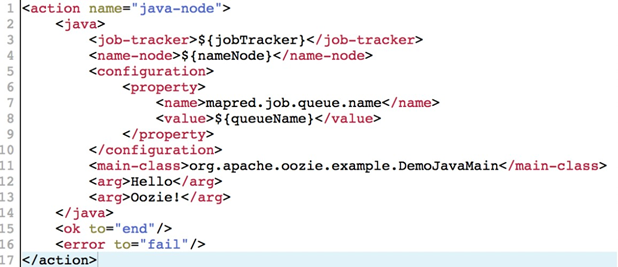 1 <action name="java-node">
2     <java>
3         <job-tracker>${jobTracker}</job-tracker>
4         <name-node>${nameNode}</name-node>
5         <configuration>
6             <property>
7                 <name>mapred.job.queue.name</name>
8                 <value>${queueName}</value>
9             </property>
10         </configuration>
11         <main-class>org.apache.oozie.example.DemoJavaMain</main-class>
12         <arg>Hello</arg>
13         <arg>Oozie!</arg>
14     </java>
15     <ok to="end"/>
16     <error to="fail"/>
17 </action>